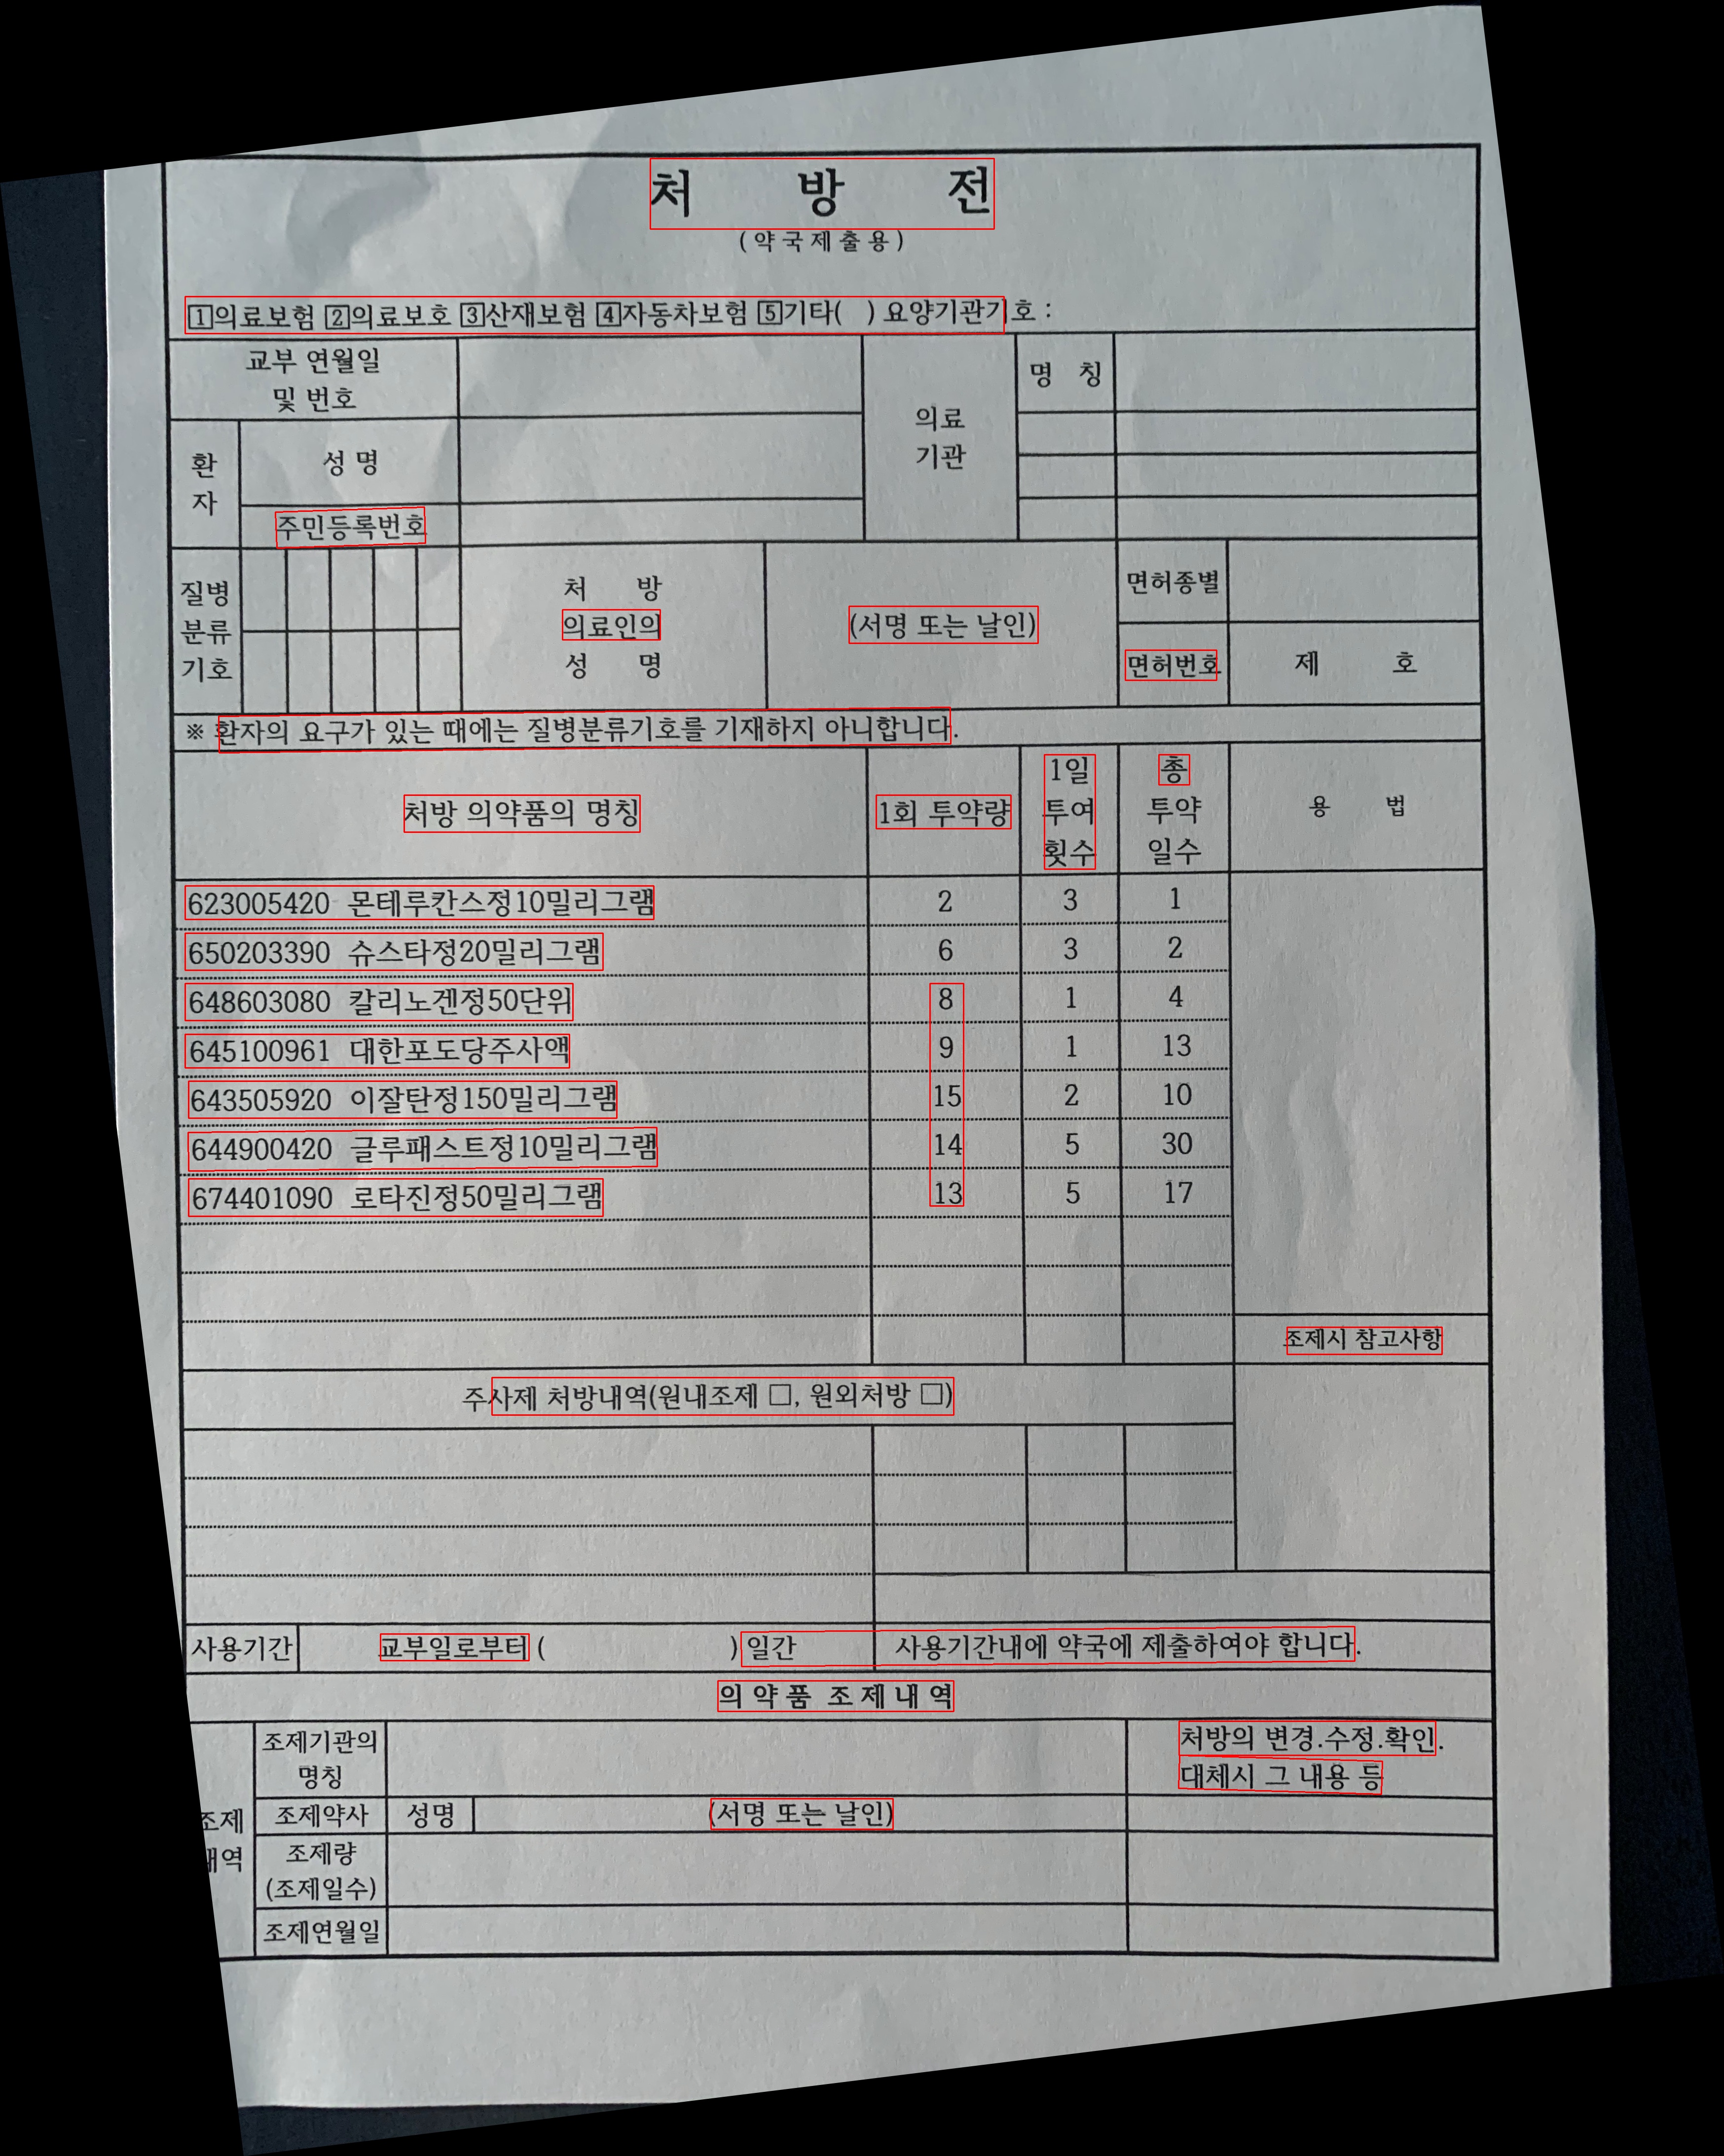 처 방 전
(약국제출용)
1의료보험 2의료보호 3산재보험 4자동차보험 5기타( ) 요양기관기호 :
교부 연월일
및 번호
의료
기관
명 칭
환
자
성 명
주민등록번호
질병
분류
기호
처 방
의료인의
성 명
(서명 또는 날인)
면허종별
면허번호
제 호
※ 환자의 요구가 있는 때에는 질병분류기호를 기재하지 아니합니다.
처방 의약품의 명칭
1회 투약량
1일
투여
횟수
총
투약
일수
용 법
623005420 몬테루칸스정10밀리그램 2 3 1
650203390 슈스타정20밀리그램 6 3 2
648603080 칼리노겐정50단위 8 1 4
645100961 대한포도당주사액 9 1 13
643505920 이잘탄정150밀리그램 15 2 10
644900420 글루패스트정10밀리그램 14 5 30
674401090 로타진정50밀리그램 13 5 17
조제시 참고사항
주사제 처방내역(원내조제 □, 원외처방 □)
사용기간 교부일로부터 ( ) 일간 사용기간내에 약국에 제출하여야 합니다.
의 약 품 조 제 내 역
조제
내역
조제기관의
명칭
처방의 변경.수정.확인.
대체시 그 내용 등
조제약사 성명 (서명 또는 날인)
조제량
(조제일수)
조제연월일